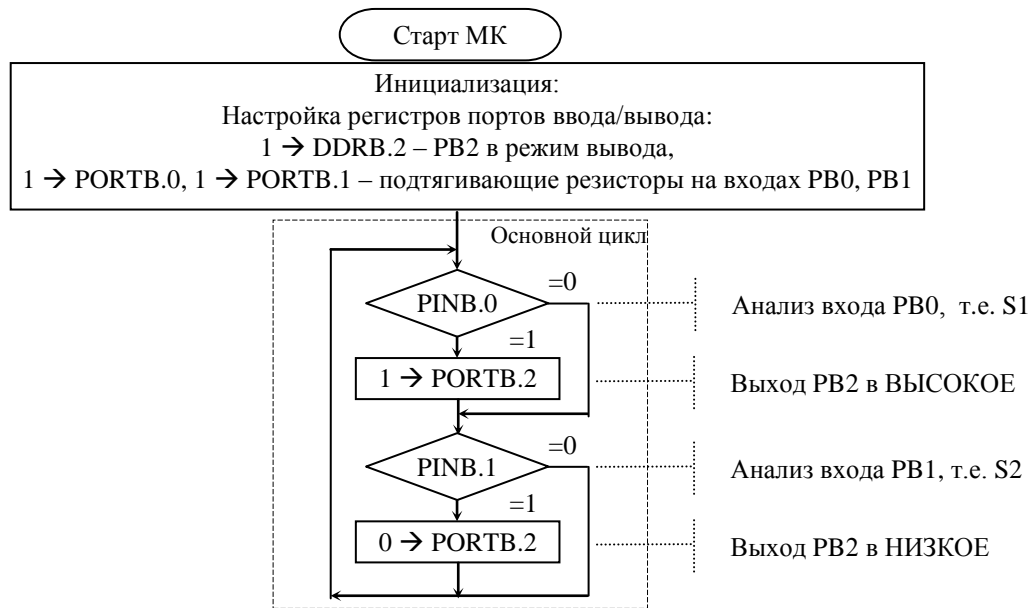 Старт МК
Инициализация:
Настройка регистров портов ввода/вывода:
1 → DDRB.2 – PB2 в режим вывода,
1 → PORTB.0, 1 → PORTB.1 – подтягивающие резисторы на входах PB0, PB1
Основной цикл
=0
PINB.0
Анализ входа PB0, т.е. S1
=1
1 → PORTB.2
Выход PB2 в ВЫСОКОЕ
=0
PINB.1
Анализ входа PB1, т.е. S2
=1
0 → PORTB.2
Выход PB2 в НИЗКОЕ